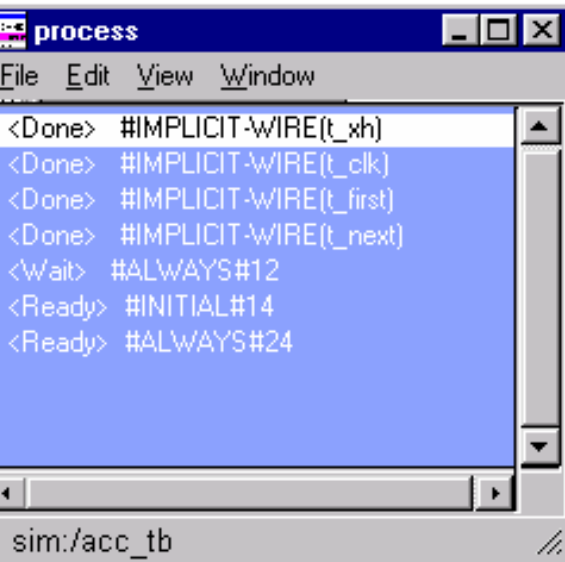 process
File Edit View Window
<Done> #IMPLICIT-WIRE(t_xh)
<Done> #IMPLICIT-WIRE(t_clk)
<Done> #IMPLICIT-WIRE(t_first)
<Done> #IMPLICIT-WIRE(t_next)
<Wait> #ALWAYS#12
<Ready> #INITIAL#14
<Ready> #ALWAYS#24
sim:/acc_tb